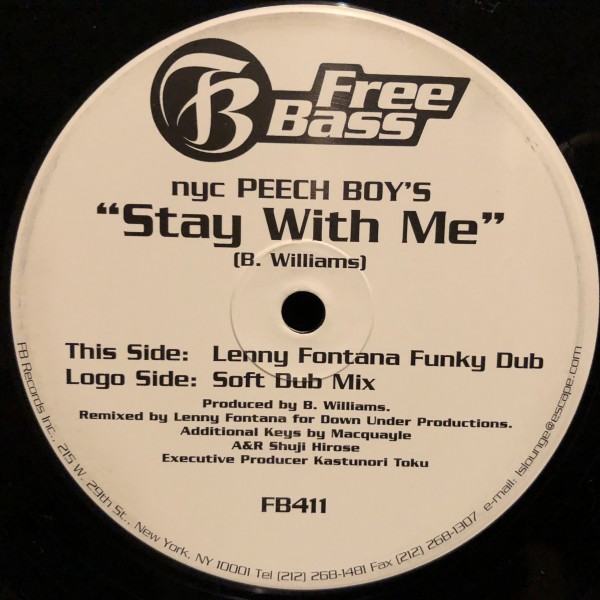 FB
Free
Bass
nyc PEECH BOY'S
"Stay With Me"
(B. Williams)
This Side: Lenny Fontana Funky Dub
Logo Side: Soft Dub Mix
Produced by B. Williams.
Remixed by Lenny Fontana for Down Under Productions.
Additional Keys by Macquayle
A&R Shuji Hirose
Executive Producer Kastunori Toku
FB411
FB Records Inc., 215 W. 29th St., New York, NY 10001 Tel (212) 268-1481 Fax (212) 268-1307 e-mail: lslounge@escape.com